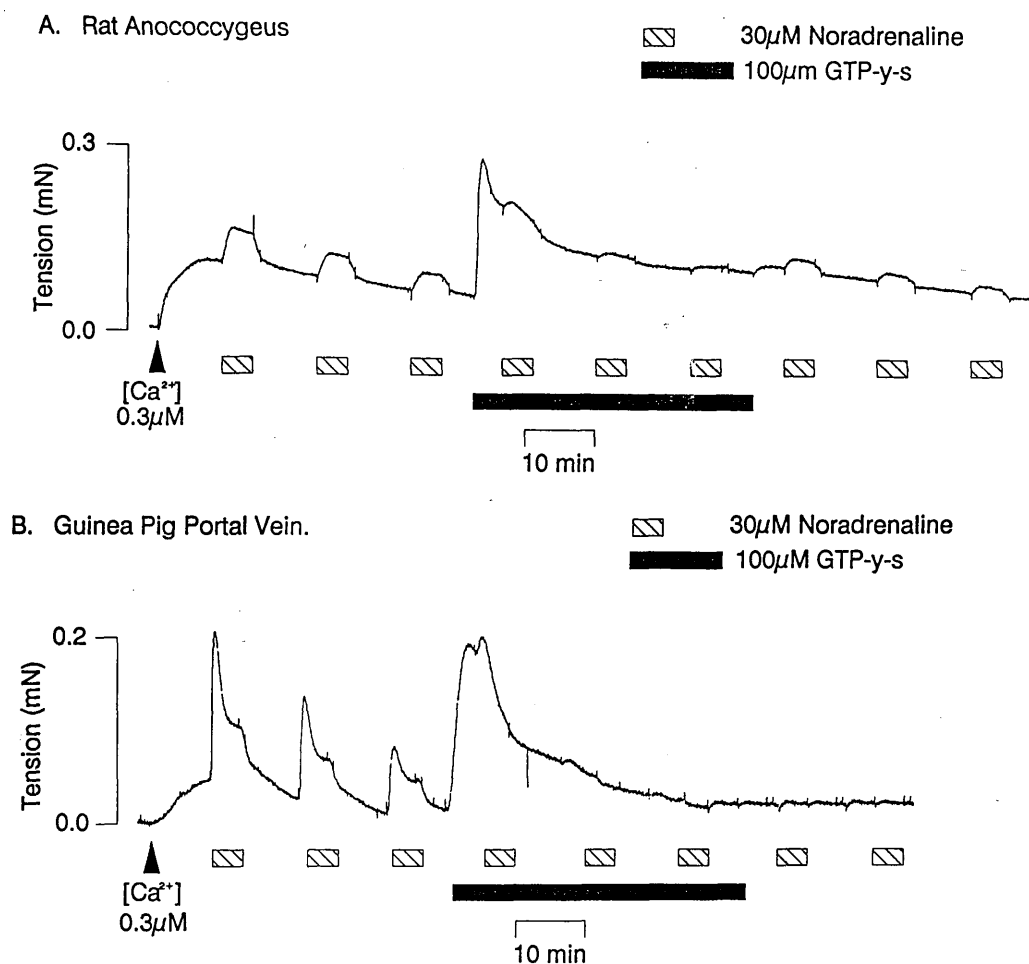 A. Rat Anococcygeus
30µM Noradrenaline
100µm GTP-y-s
0.3
Tension (mN)
0.0
[Ca²⁺]
0.3µM
10 min
B. Guinea Pig Portal Vein.
30µM Noradrenaline
100µM GTP-y-s
0.2
Tension (mN)
0.0
[Ca²⁺]
0.3µM
10 min